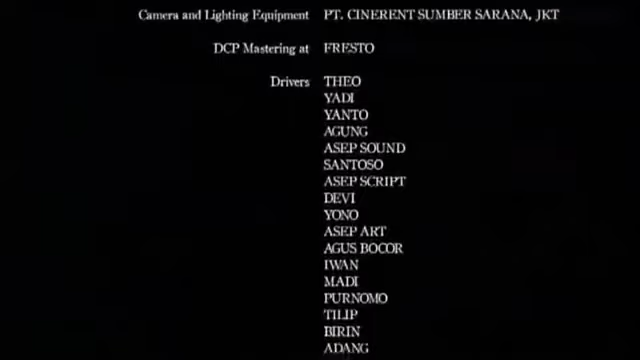 Camera and Lighting Equipment PT. CINERENT SUMBER SARANA, JKT
DCP Mastering at FRESTO
Drivers THEO
YADI
YANTO
AGUNG
ASEP SOUND
SANTOSO
ASEP SCRIPT
DEVI
YONO
ASEP ART
AGUS BOCOR
IWAN
MADI
PURNOMO
TILIP
BIRIN
ADANG